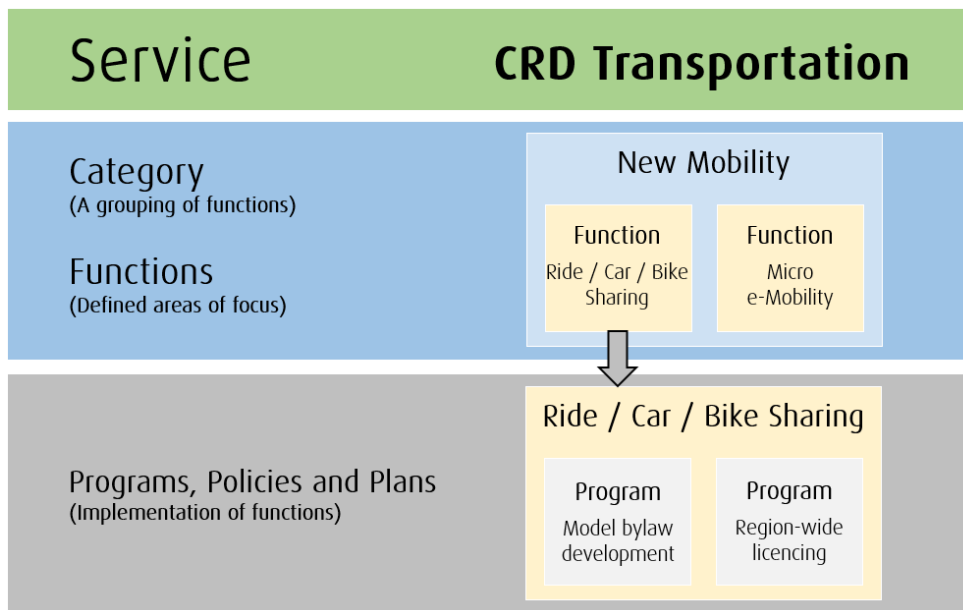 Service
CRD Transportation
Category
(A grouping of functions)
Functions
(Defined areas of focus)
New Mobility
Function
Ride / Car / Bike
Sharing
Function
Micro
e-Mobility
Programs, Policies and Plans
(Implementation of functions)
Ride / Car / Bike Sharing
Program
Model bylaw
development
Program
Region-wide
licencing